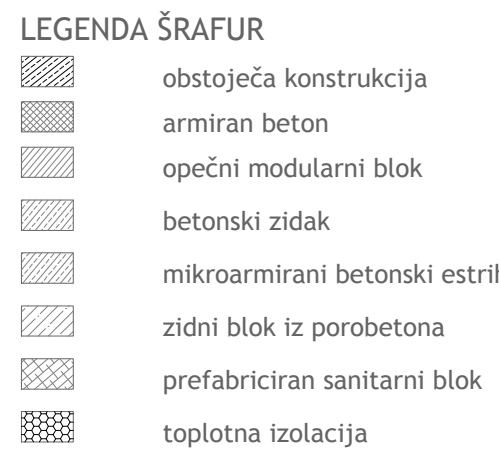 LEGENDA ŠRAFUR
obstoječa konstrukcija
armiran beton
opečni modularni blok
betonski zidak
mikroarmirani betonski estrih
zidni blok iz porobetona
prefabriciran sanitarni blok
toplotna izolacija